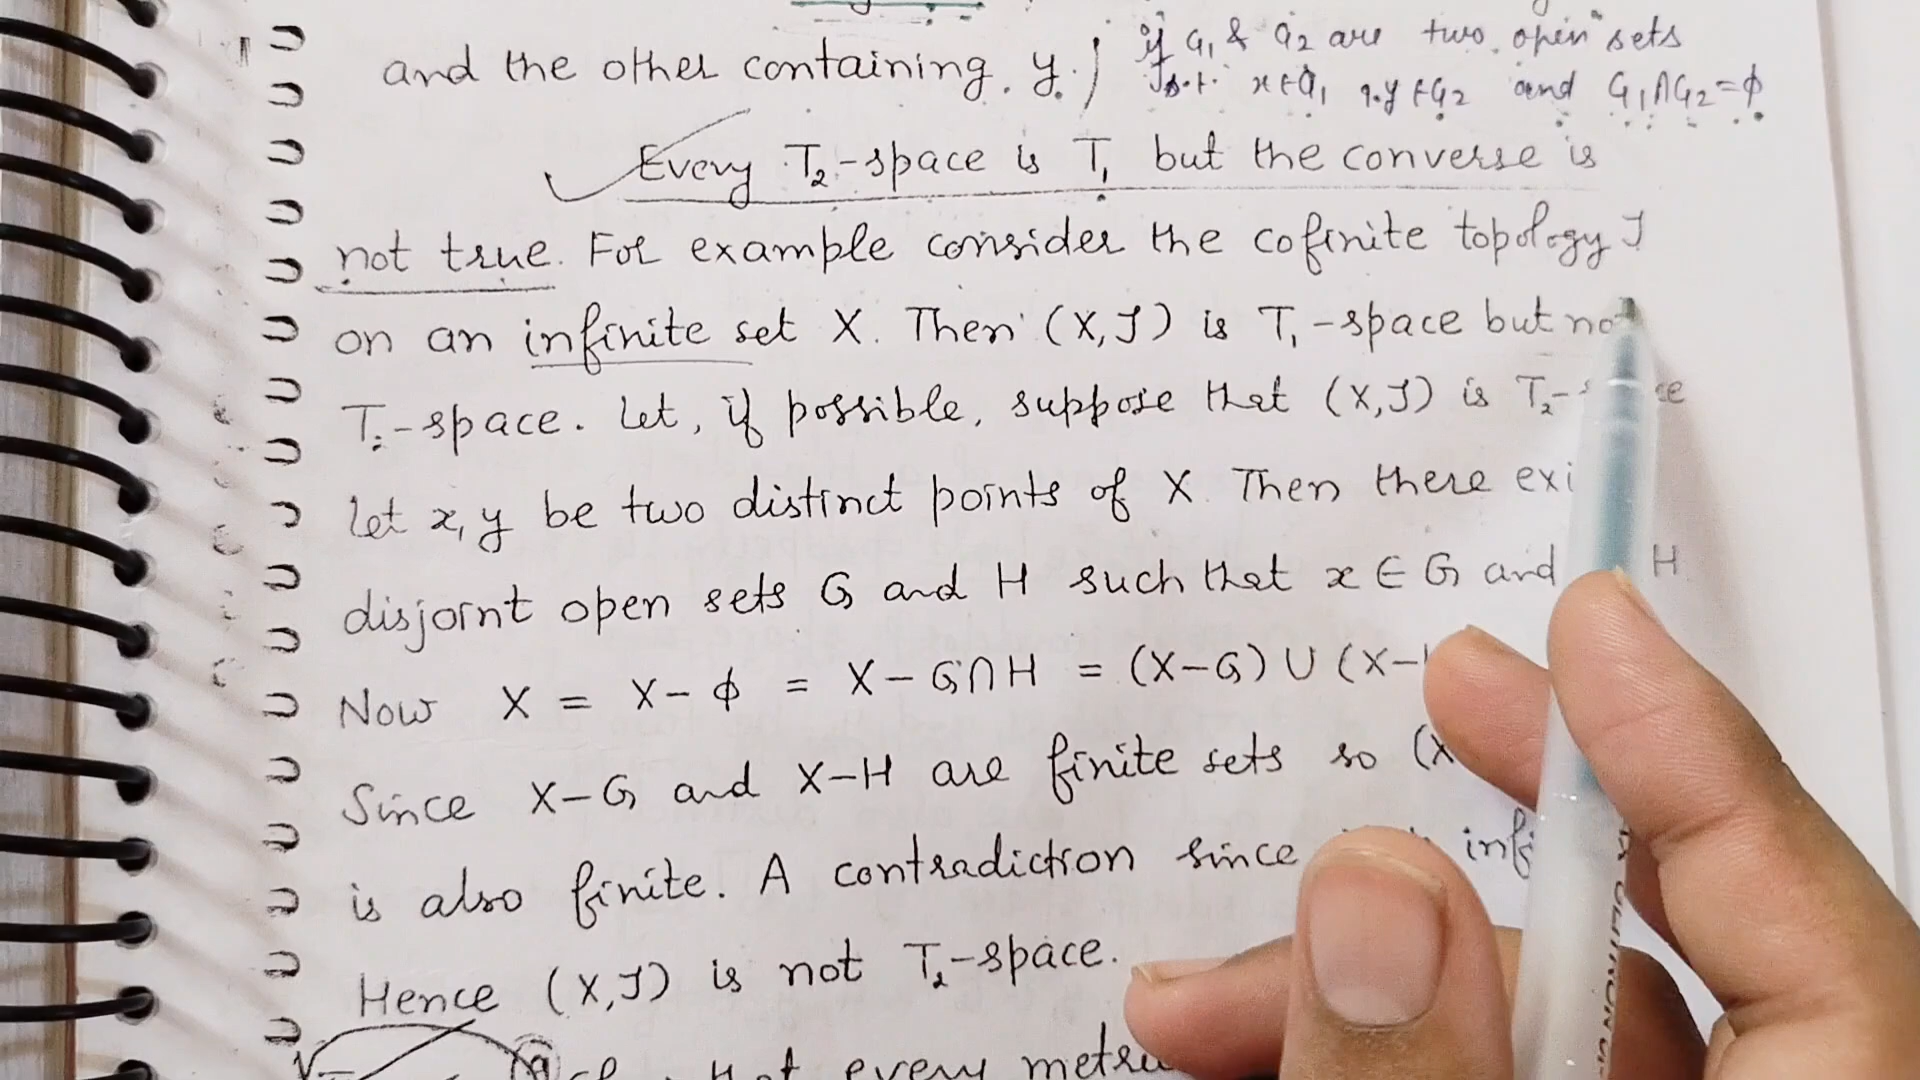 and the other containing y.) if G₁ & G₂ are two open sets
s.t. x∈G₁ & y∈G₂ and G₁∩G₂=ϕ
Every T₂-space is T₁ but the converse is
not true. For example consider the cofinite topology J
on an infinite set X. Then (X,J) is T₁-space but not
T₂-space. Let, if possible, suppose that (X,J) is T₂-
Let x, y be two distinct points of X. Then there exi
disjoint open sets G and H such that x ∈ G and H
Now X = X-ϕ = X-G∩H = (X-G) ∪ (X-
Since X-G and X-H are finite sets so (X
is also finite. A contradiction since infi
Hence (X,J) is not T₂-space.
every metri